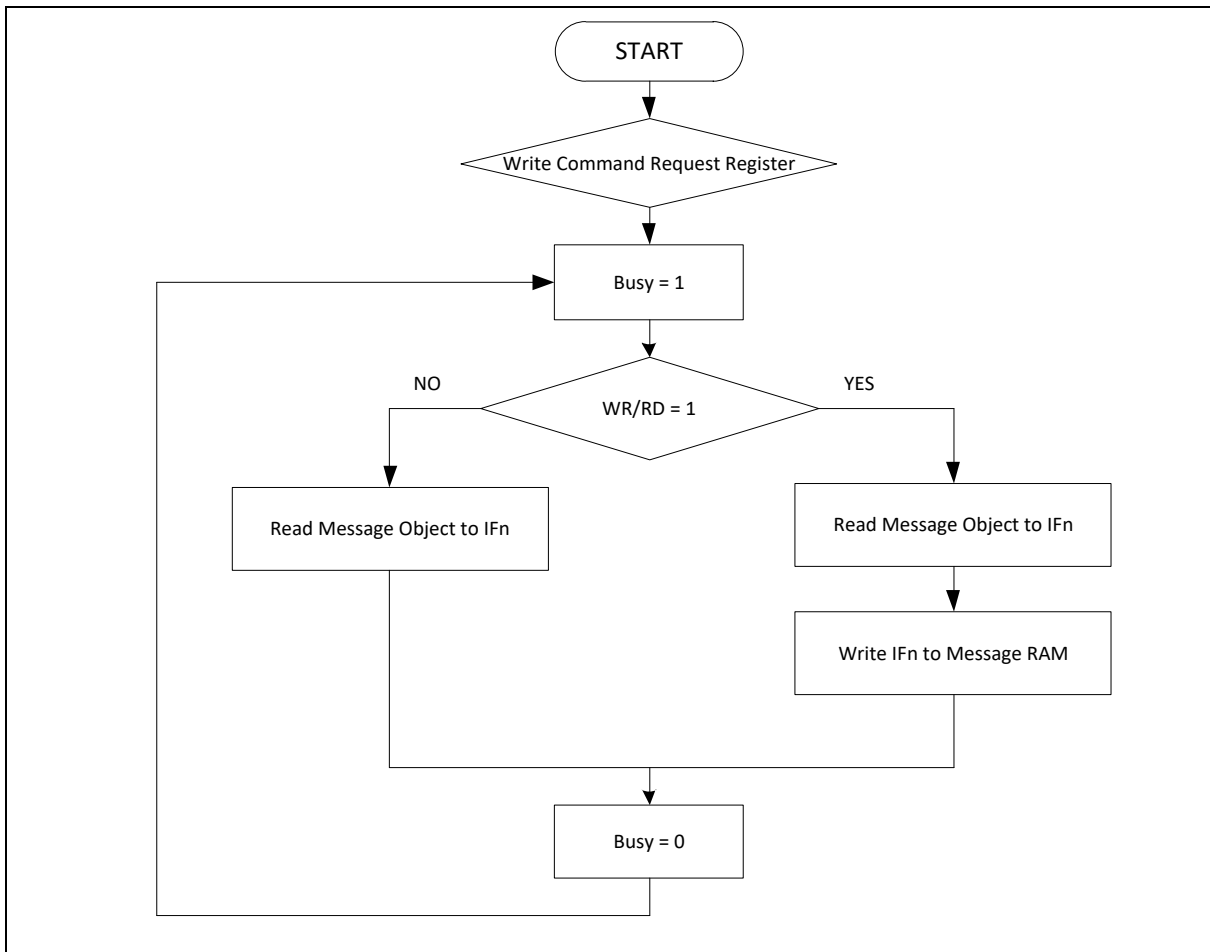 START
Write Command Request Register
Busy = 1
NO
YES
WR/RD = 1
Read Message Object to IFn
Read Message Object to IFn
Write IFn to Message RAM
Busy = 0